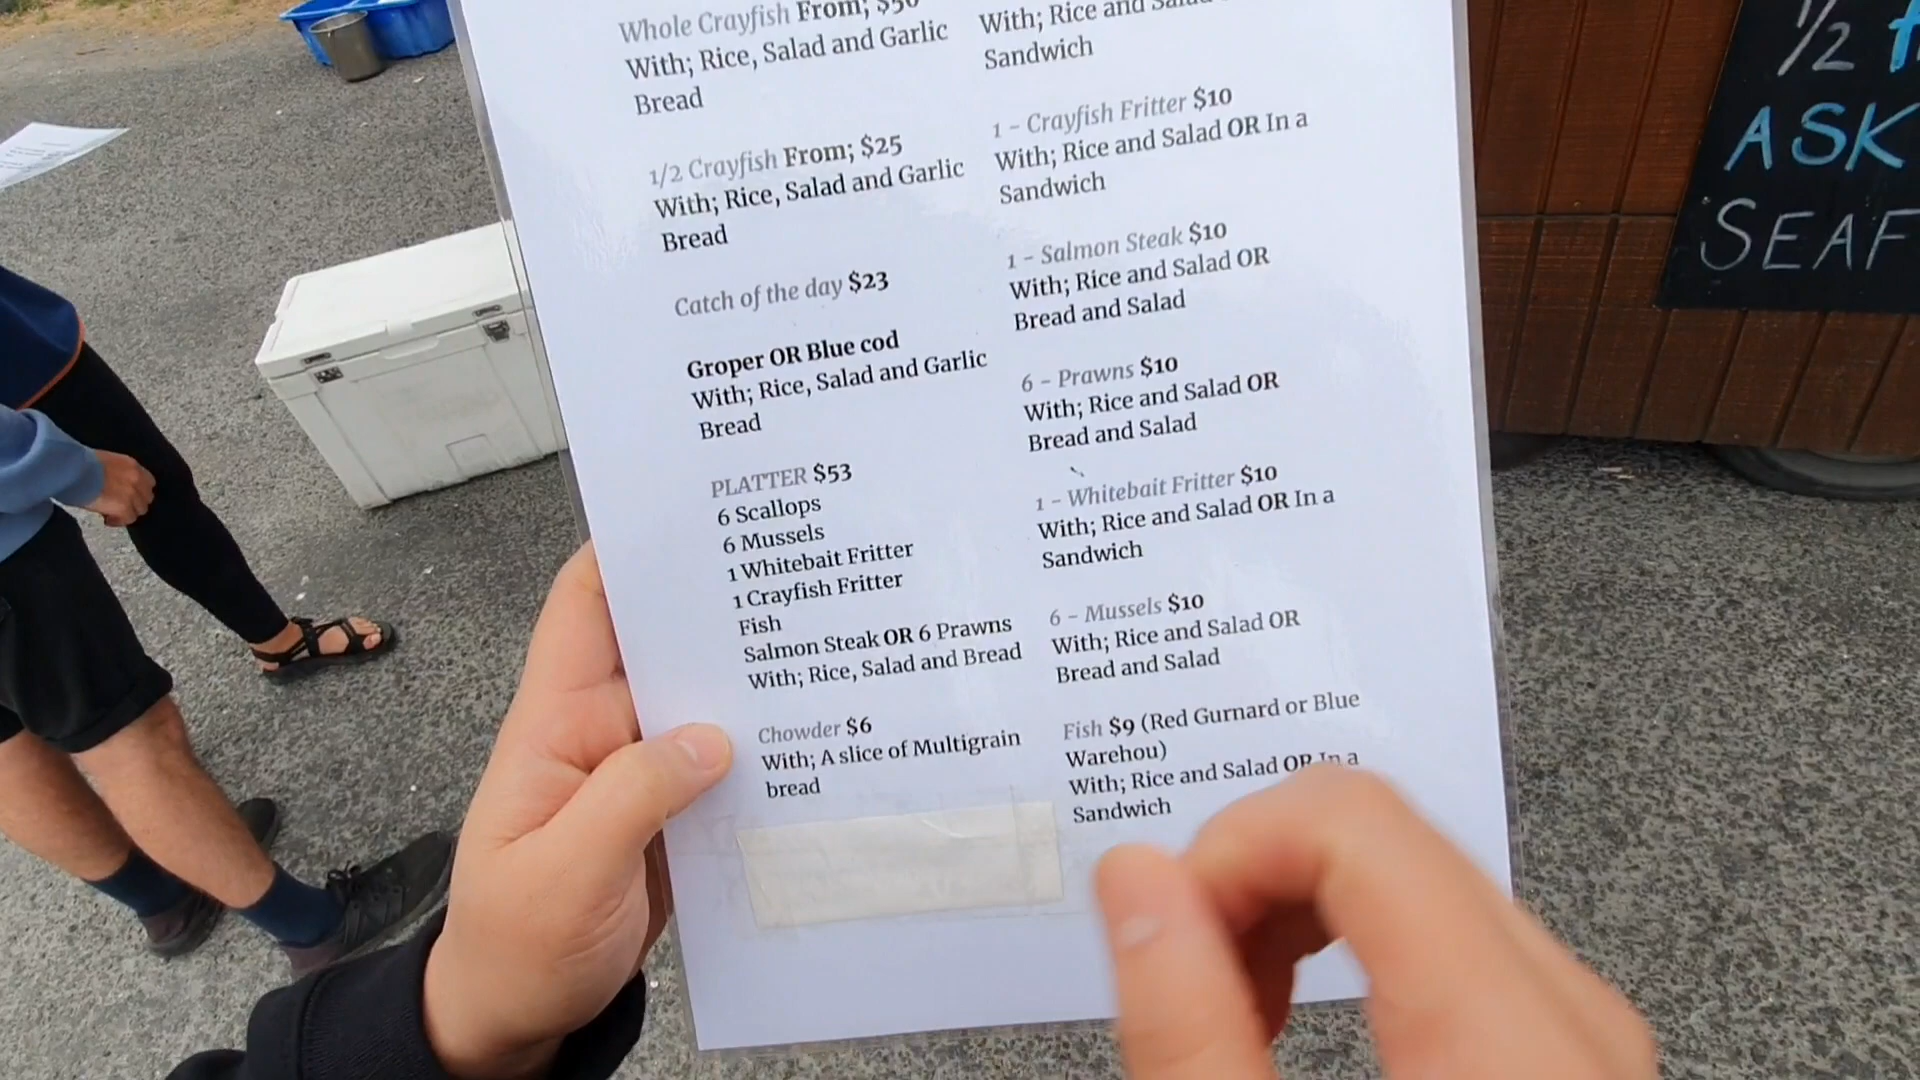 Whole Crayfish From; $50
With; Rice, Salad and Garlic
Bread
1/2 Crayfish From; $25
With; Rice, Salad and Garlic
Bread
Catch of the day $23
Groper OR Blue cod
With; Rice, Salad and Garlic
Bread
PLATTER $53
6 Scallops
6 Mussels
1 Whitebait Fritter
1 Crayfish Fritter
Fish
Salmon Steak OR 6 Prawns
With; Rice, Salad and Bread
Chowder $6
With; A slice of Multigrain
bread
With; Rice and Salad
Sandwich
1 - Crayfish Fritter $10
With; Rice and Salad OR In a
Sandwich
1 - Salmon Steak $10
With; Rice and Salad OR
Bread and Salad
6 - Prawns $10
With; Rice and Salad OR
Bread and Salad
1 - Whitebait Fritter $10
With; Rice and Salad OR In a
Sandwich
6 - Mussels $10
With; Rice and Salad OR
Bread and Salad
Fish $9 (Red Gurnard or Blue
Warehou)
With; Rice and Salad OR In a
Sandwich
1/2
ASK
SEAF